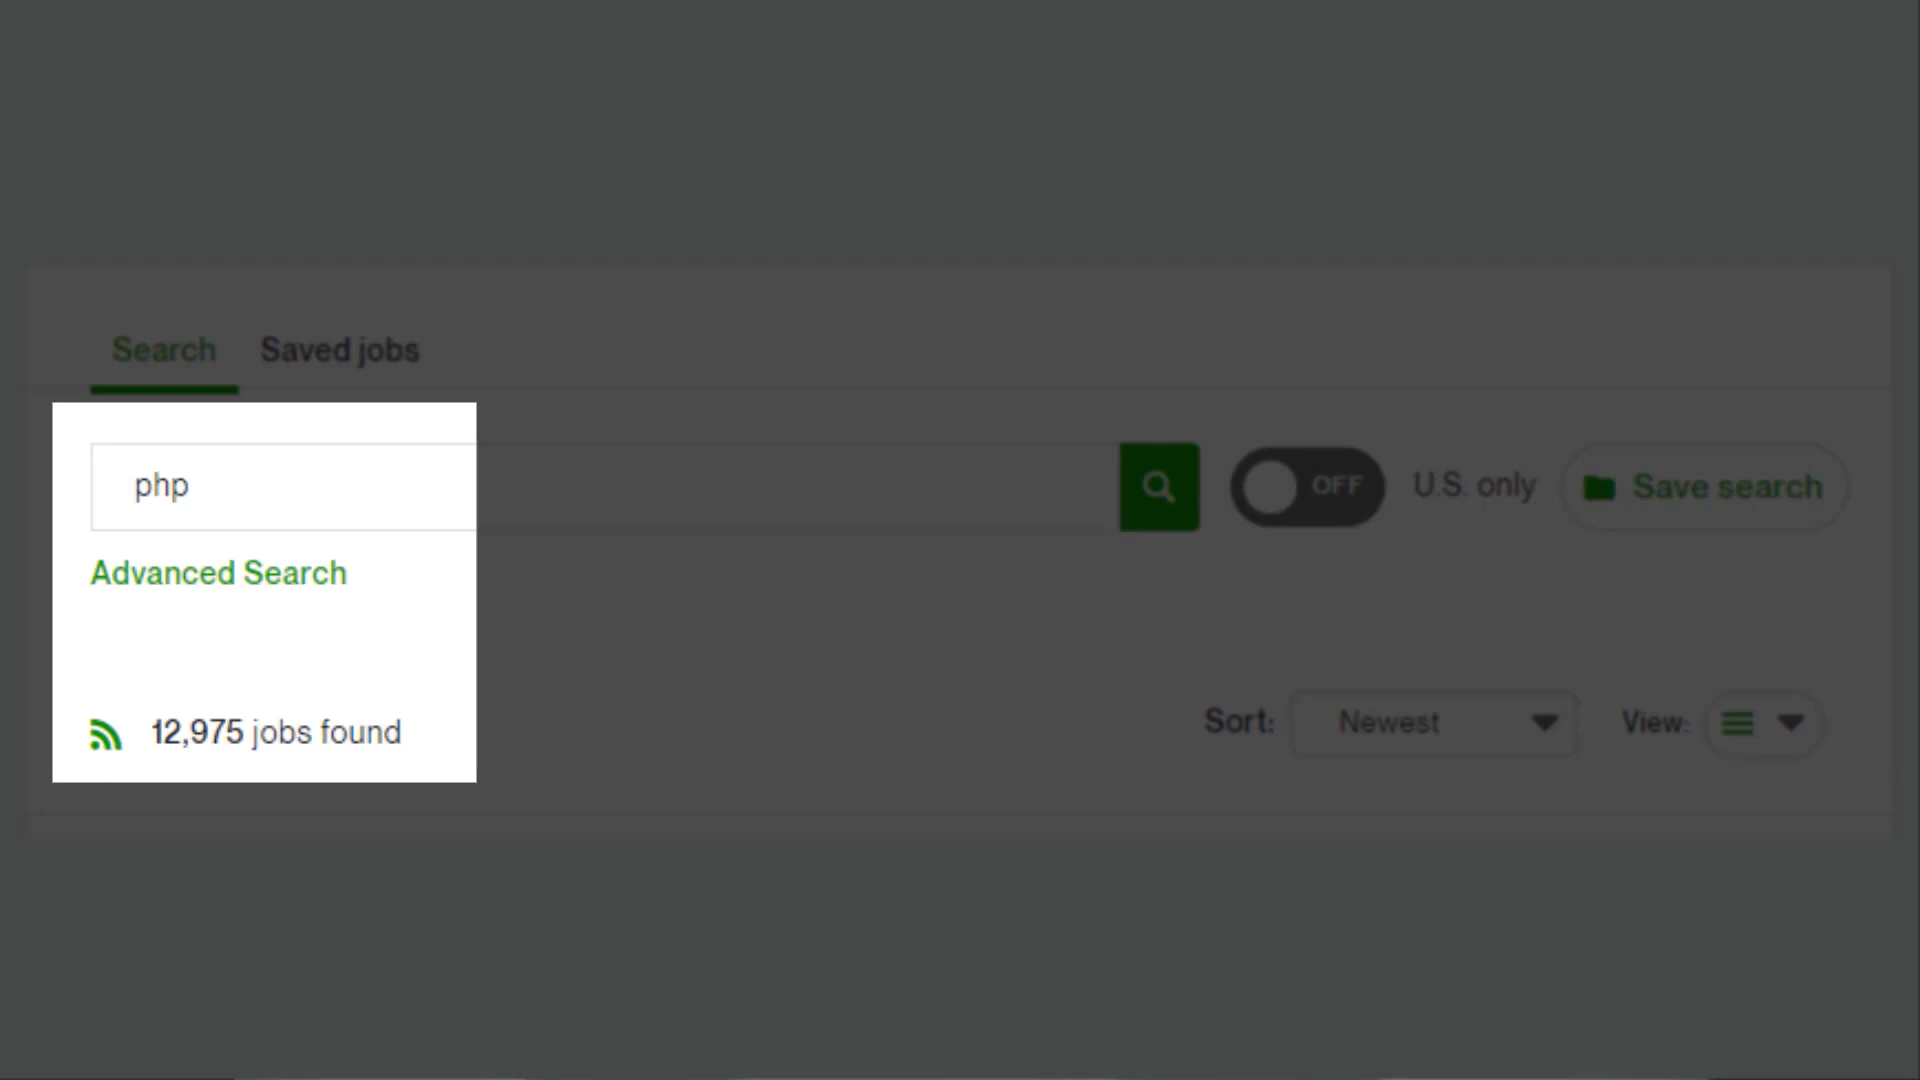 Search Saved jobs
php OFF U.S. only Save search
Advanced Search
12,975 jobs found Sort: Newest View: